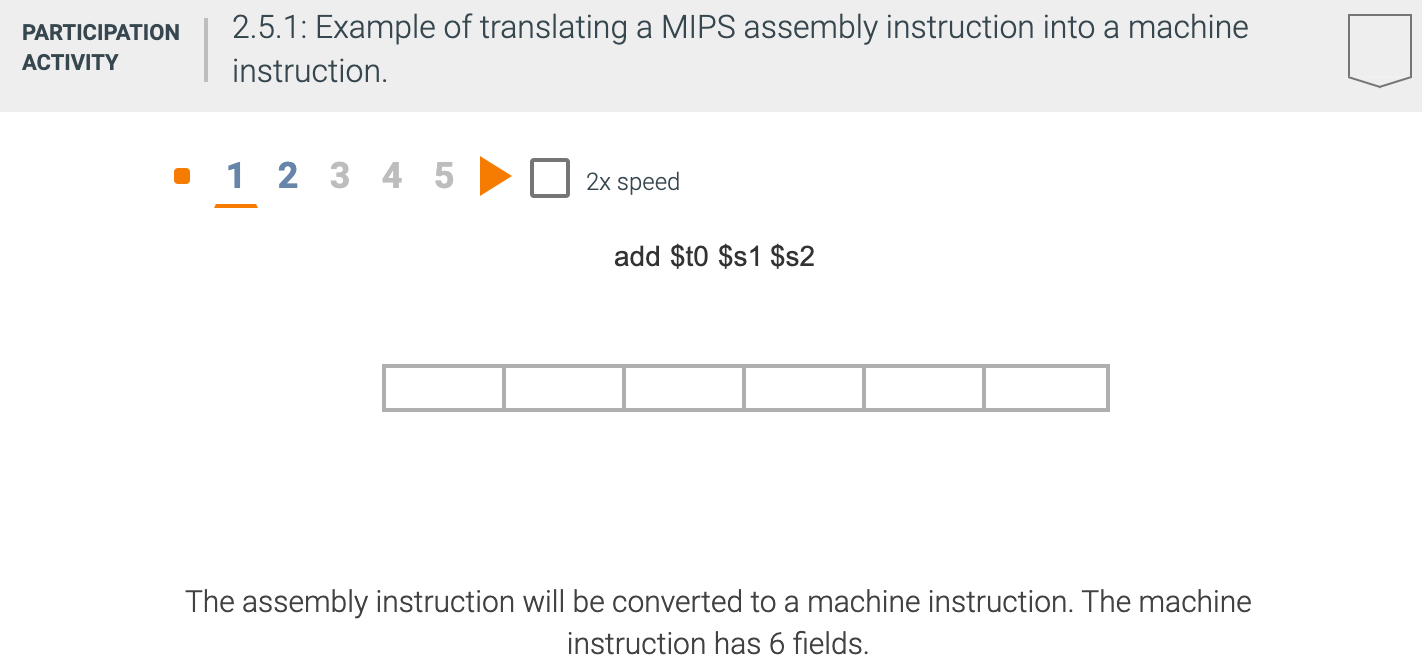 PARTICIPATION
ACTIVITY
2.5.1: Example of translating a MIPS assembly instruction into a machine
instruction.
1 2 3 4 5 2x speed
add $t0 $s1 $s2
The assembly instruction will be converted to a machine instruction. The machine
instruction has 6 fields.